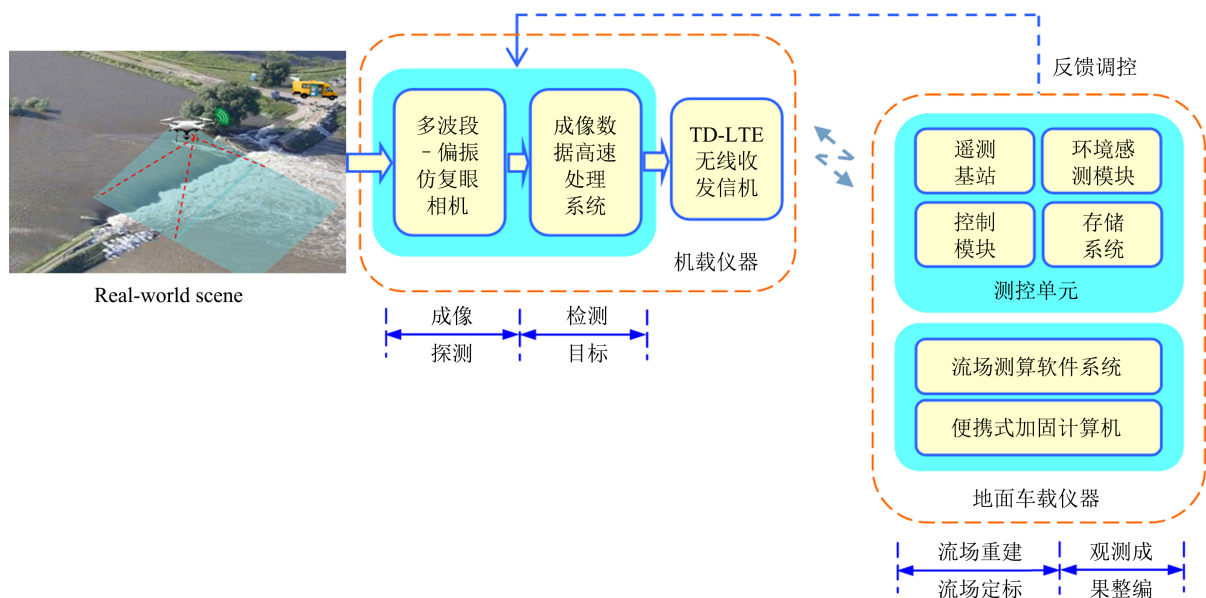 Real-world scene
多波段
–偏振
仿复眼
相机
成像数
据高速
处理
系统
TD-LTE
无线收
发信机
机载仪器
成像
探测
检测
目标
反馈调控
遥测
基站
环境感
测模块
控制
模块
存储
系统
测控单元
流场测算软件系统
便携式加固计算机
地面车载仪器
流场重建
流场定标
观测成
果整编